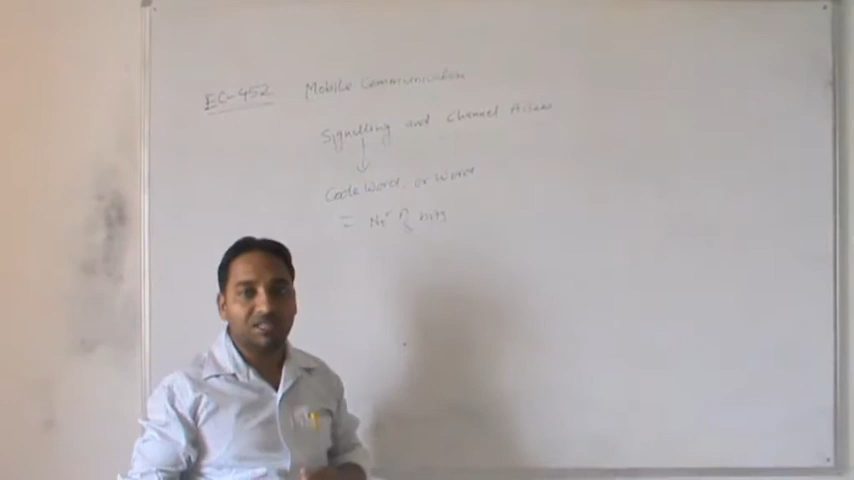 EC-452 Mobile Communication
Signalling and Channel Access
↓
Code Word, or Word
= No of bits